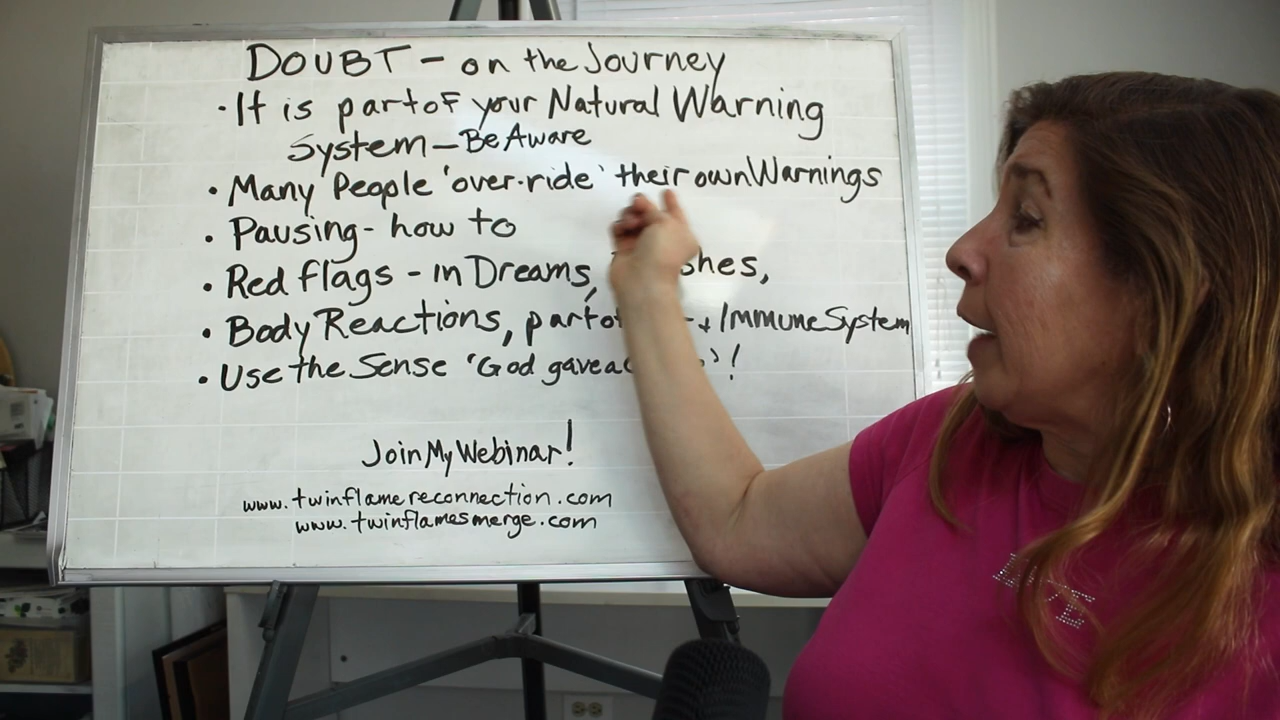 DOUBT - on the Journey
• It is part of your Natural Warning
System - Be Aware
• Many People 'over-ride' their own Warnings
• Pausing - how to
• Red flags - in Dreams,
• Body Reactions, part + Immune System
• Use the Sense 'God gave !
Join My Webinar!
www.twinflamereconnection.com
www.twinflamesmerge.com